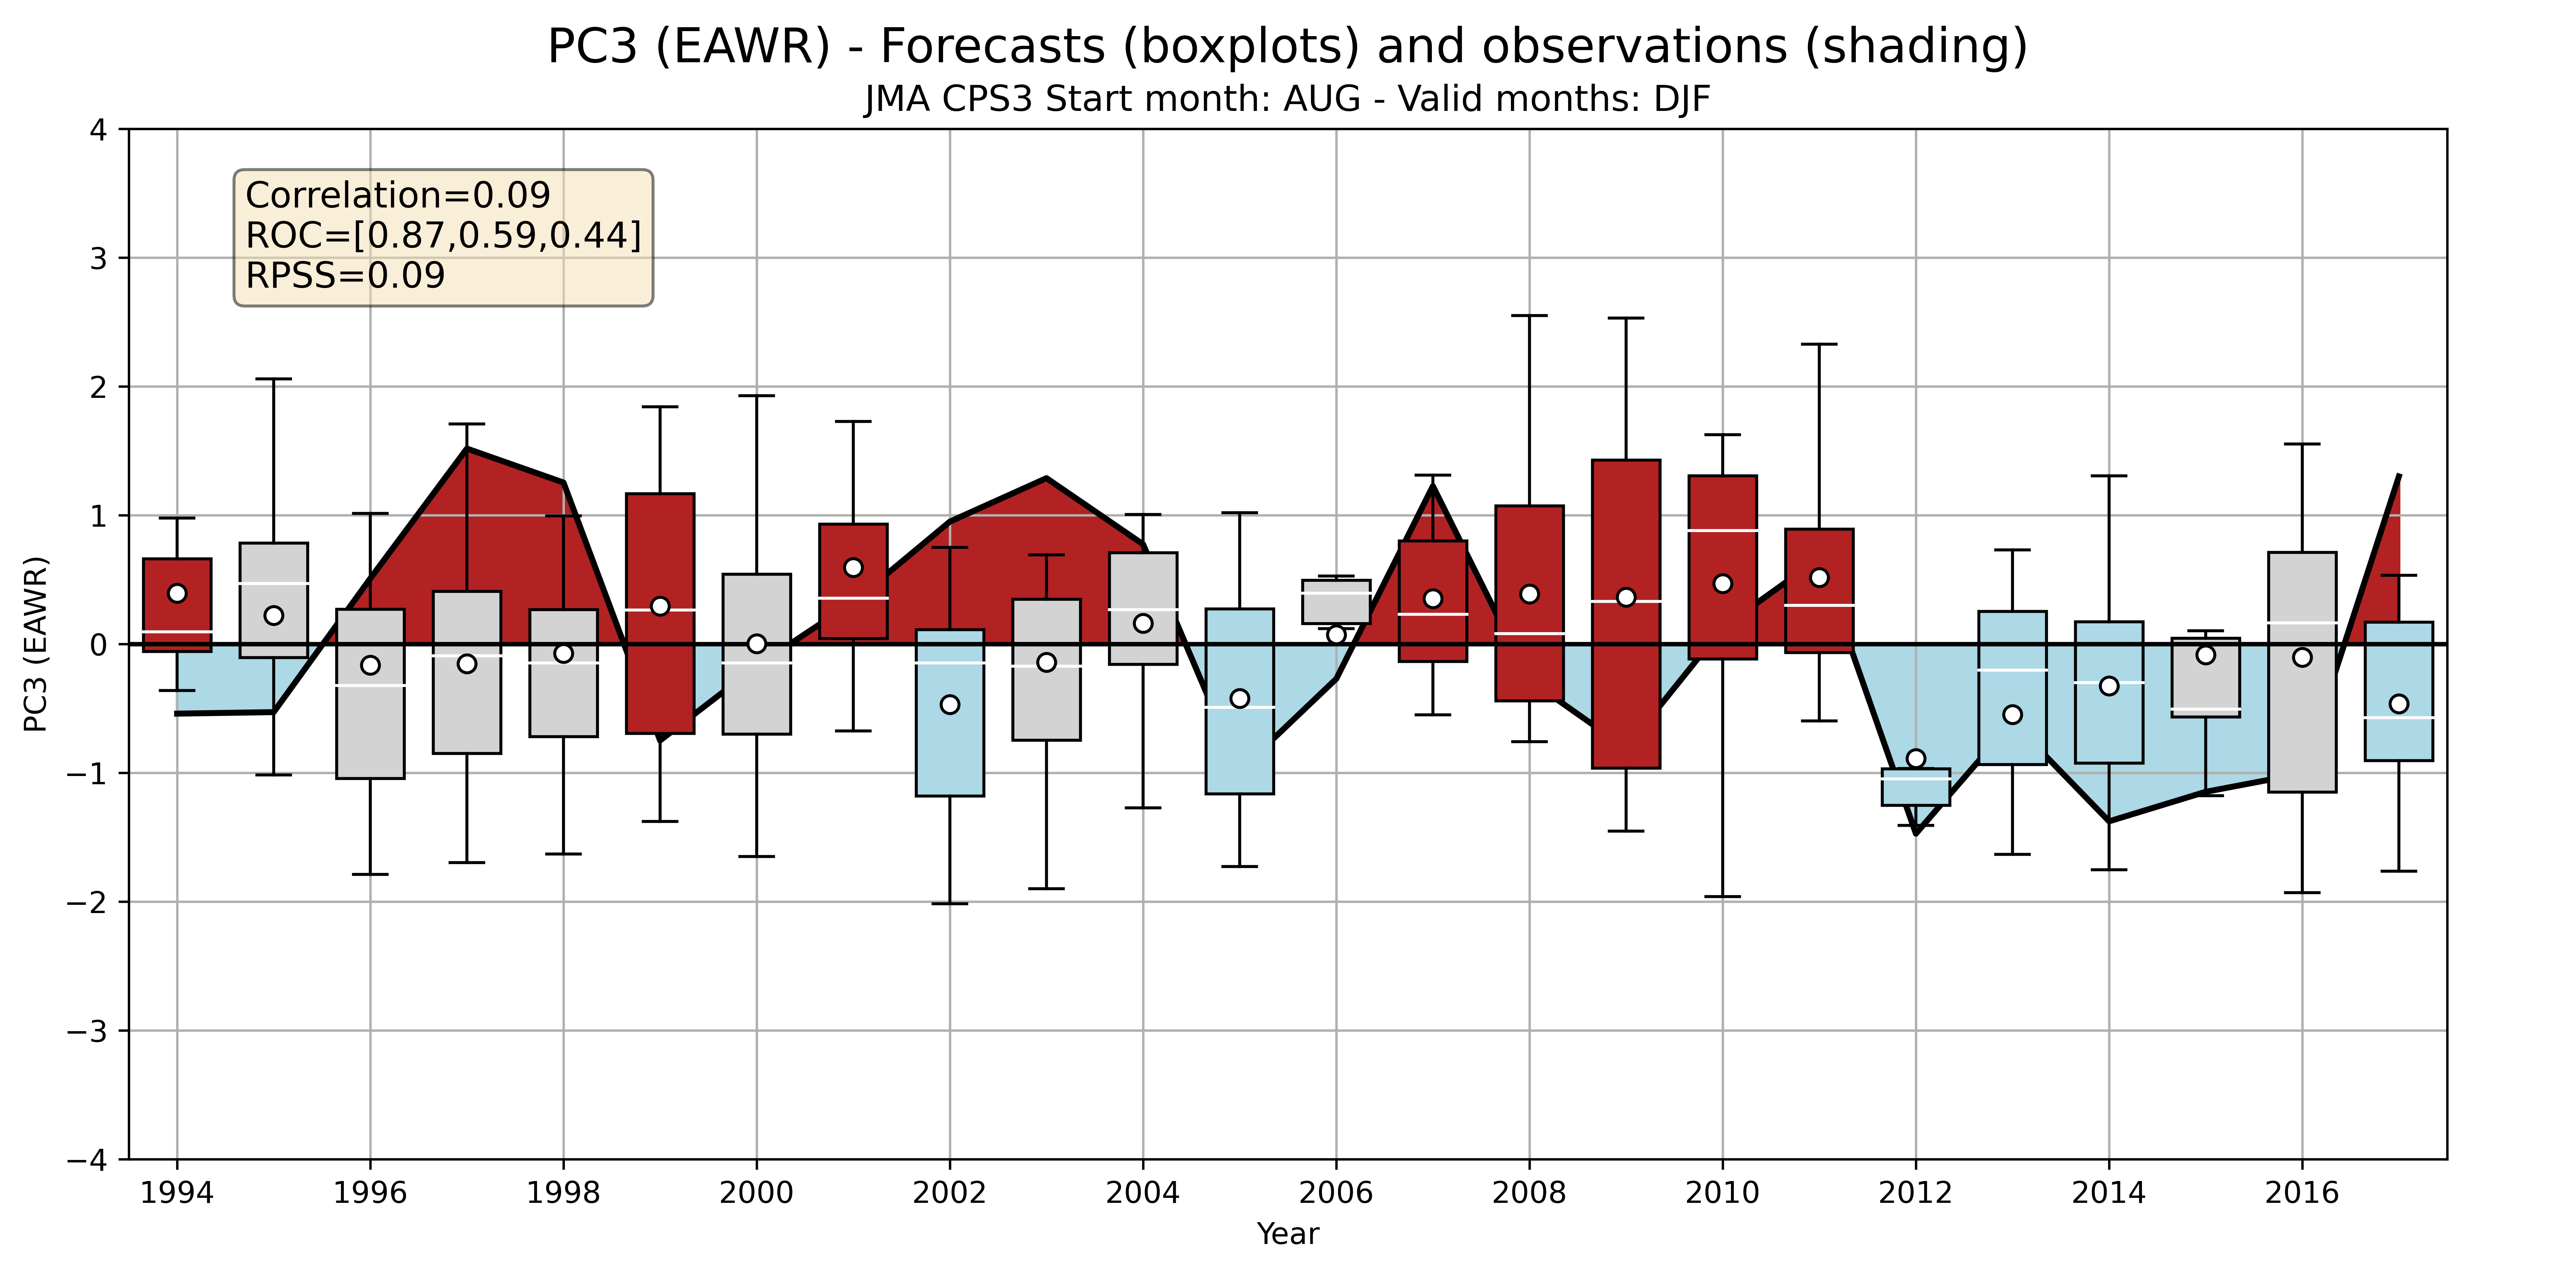 PC3 (EAWR) - Forecasts (boxplots) and observations (shading)
JMA CPS3 Start month: AUG - Valid months: DJF
Correlation=0.09
ROC=[0.87,0.59,0.44]
RPSS=0.09
PC3 (EAWR)
4
3
2
1
0
−1
−2
−3
−4
1994 1996 1998 2000 2002 2004 2006 2008 2010 2012 2014 2016
Year